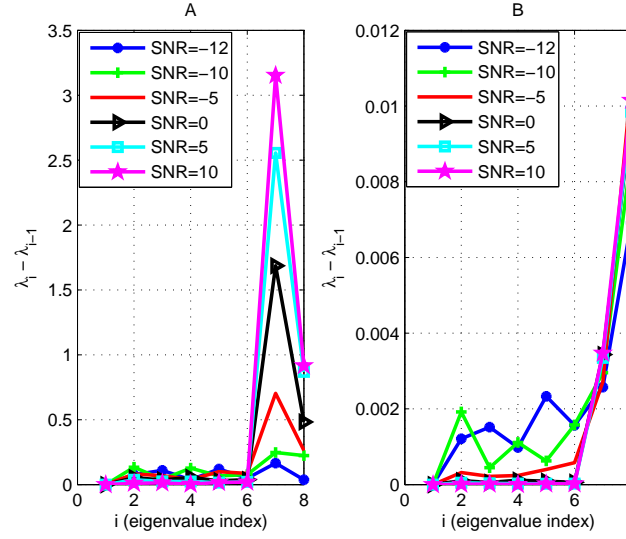 A
3.5
3
2.5
2
1.5
1
0.5
0
0
2
4
6
8
λi − λi−1
i (eigenvalue index)
SNR=−12
SNR=−10
SNR=−5
SNR=0
SNR=5
SNR=10
B
0.012
0.01
0.008
0.006
0.004
0.002
0
0
2
4
6
λi − λi−1
i (eigenvalue index)
SNR=−12
SNR=−10
SNR=−5
SNR=0
SNR=5
SNR=10